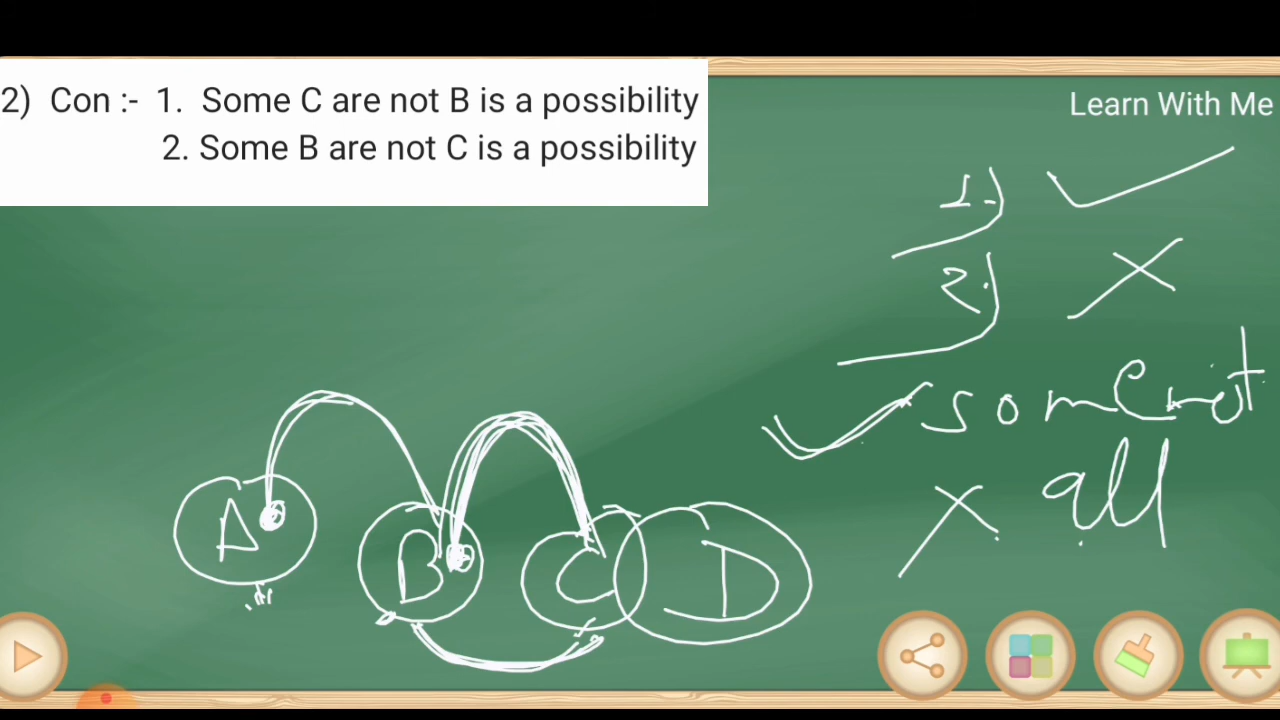 2) Con :- 1. Some C are not B is a possibility
2. Some B are not C is a possibility
Learn With Me
1.)
2.)
some not
all
A B C D